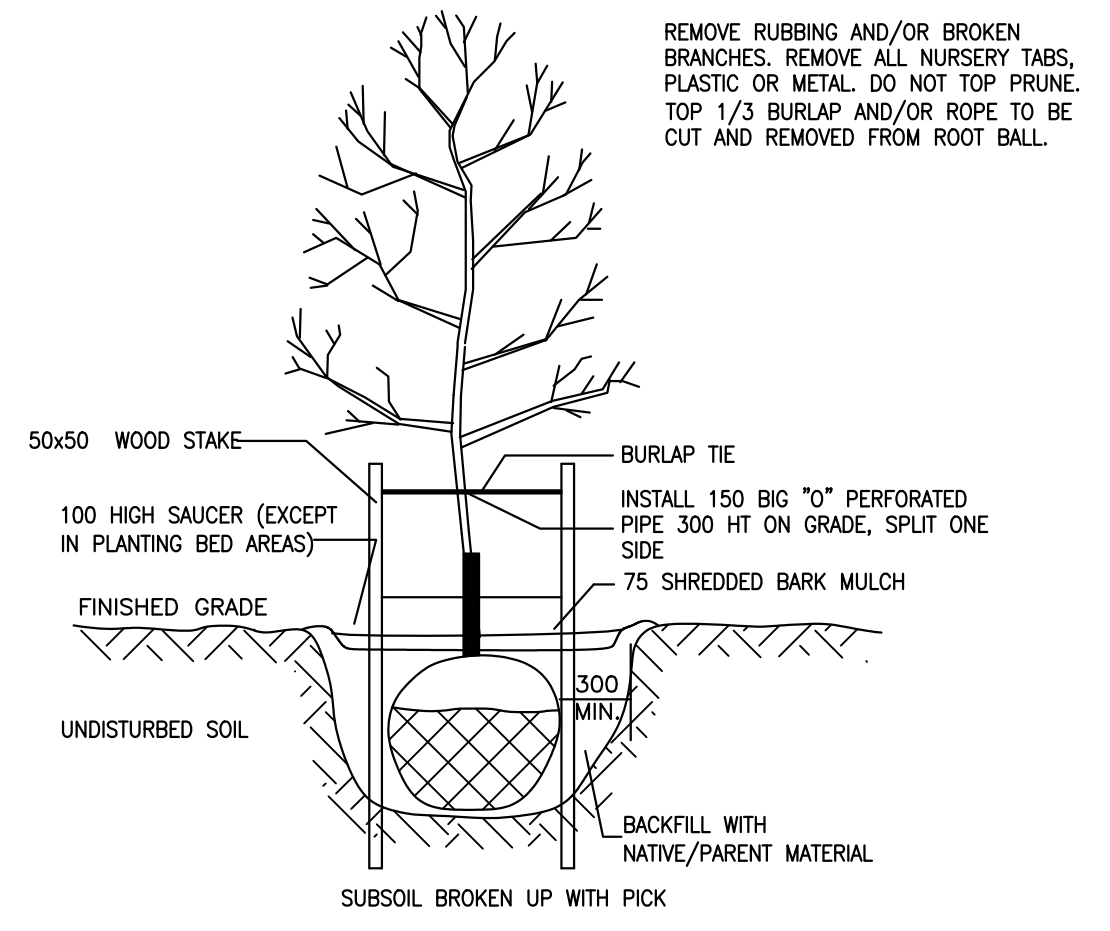 REMOVE RUBBING AND/OR BROKEN
BRANCHES. REMOVE ALL NURSERY TABS,
PLASTIC OR METAL. DO NOT TOP PRUNE.
TOP 1/3 BURLAP AND/OR ROPE TO BE
CUT AND REMOVED FROM ROOT BALL.
50x50 WOOD STAKE
BURLAP TIE
100 HIGH SAUCER (EXCEPT
IN PLANTING BED AREAS)
INSTALL 150 BIG "O" PERFORATED
PIPE 300 HT ON GRADE, SPLIT ONE
SIDE
75 SHREDDED BARK MULCH
FINISHED GRADE
300
MIN.
UNDISTURBED SOIL
BACKFILL WITH
NATIVE/PARENT MATERIAL
SUBSOIL BROKEN UP WITH PICK